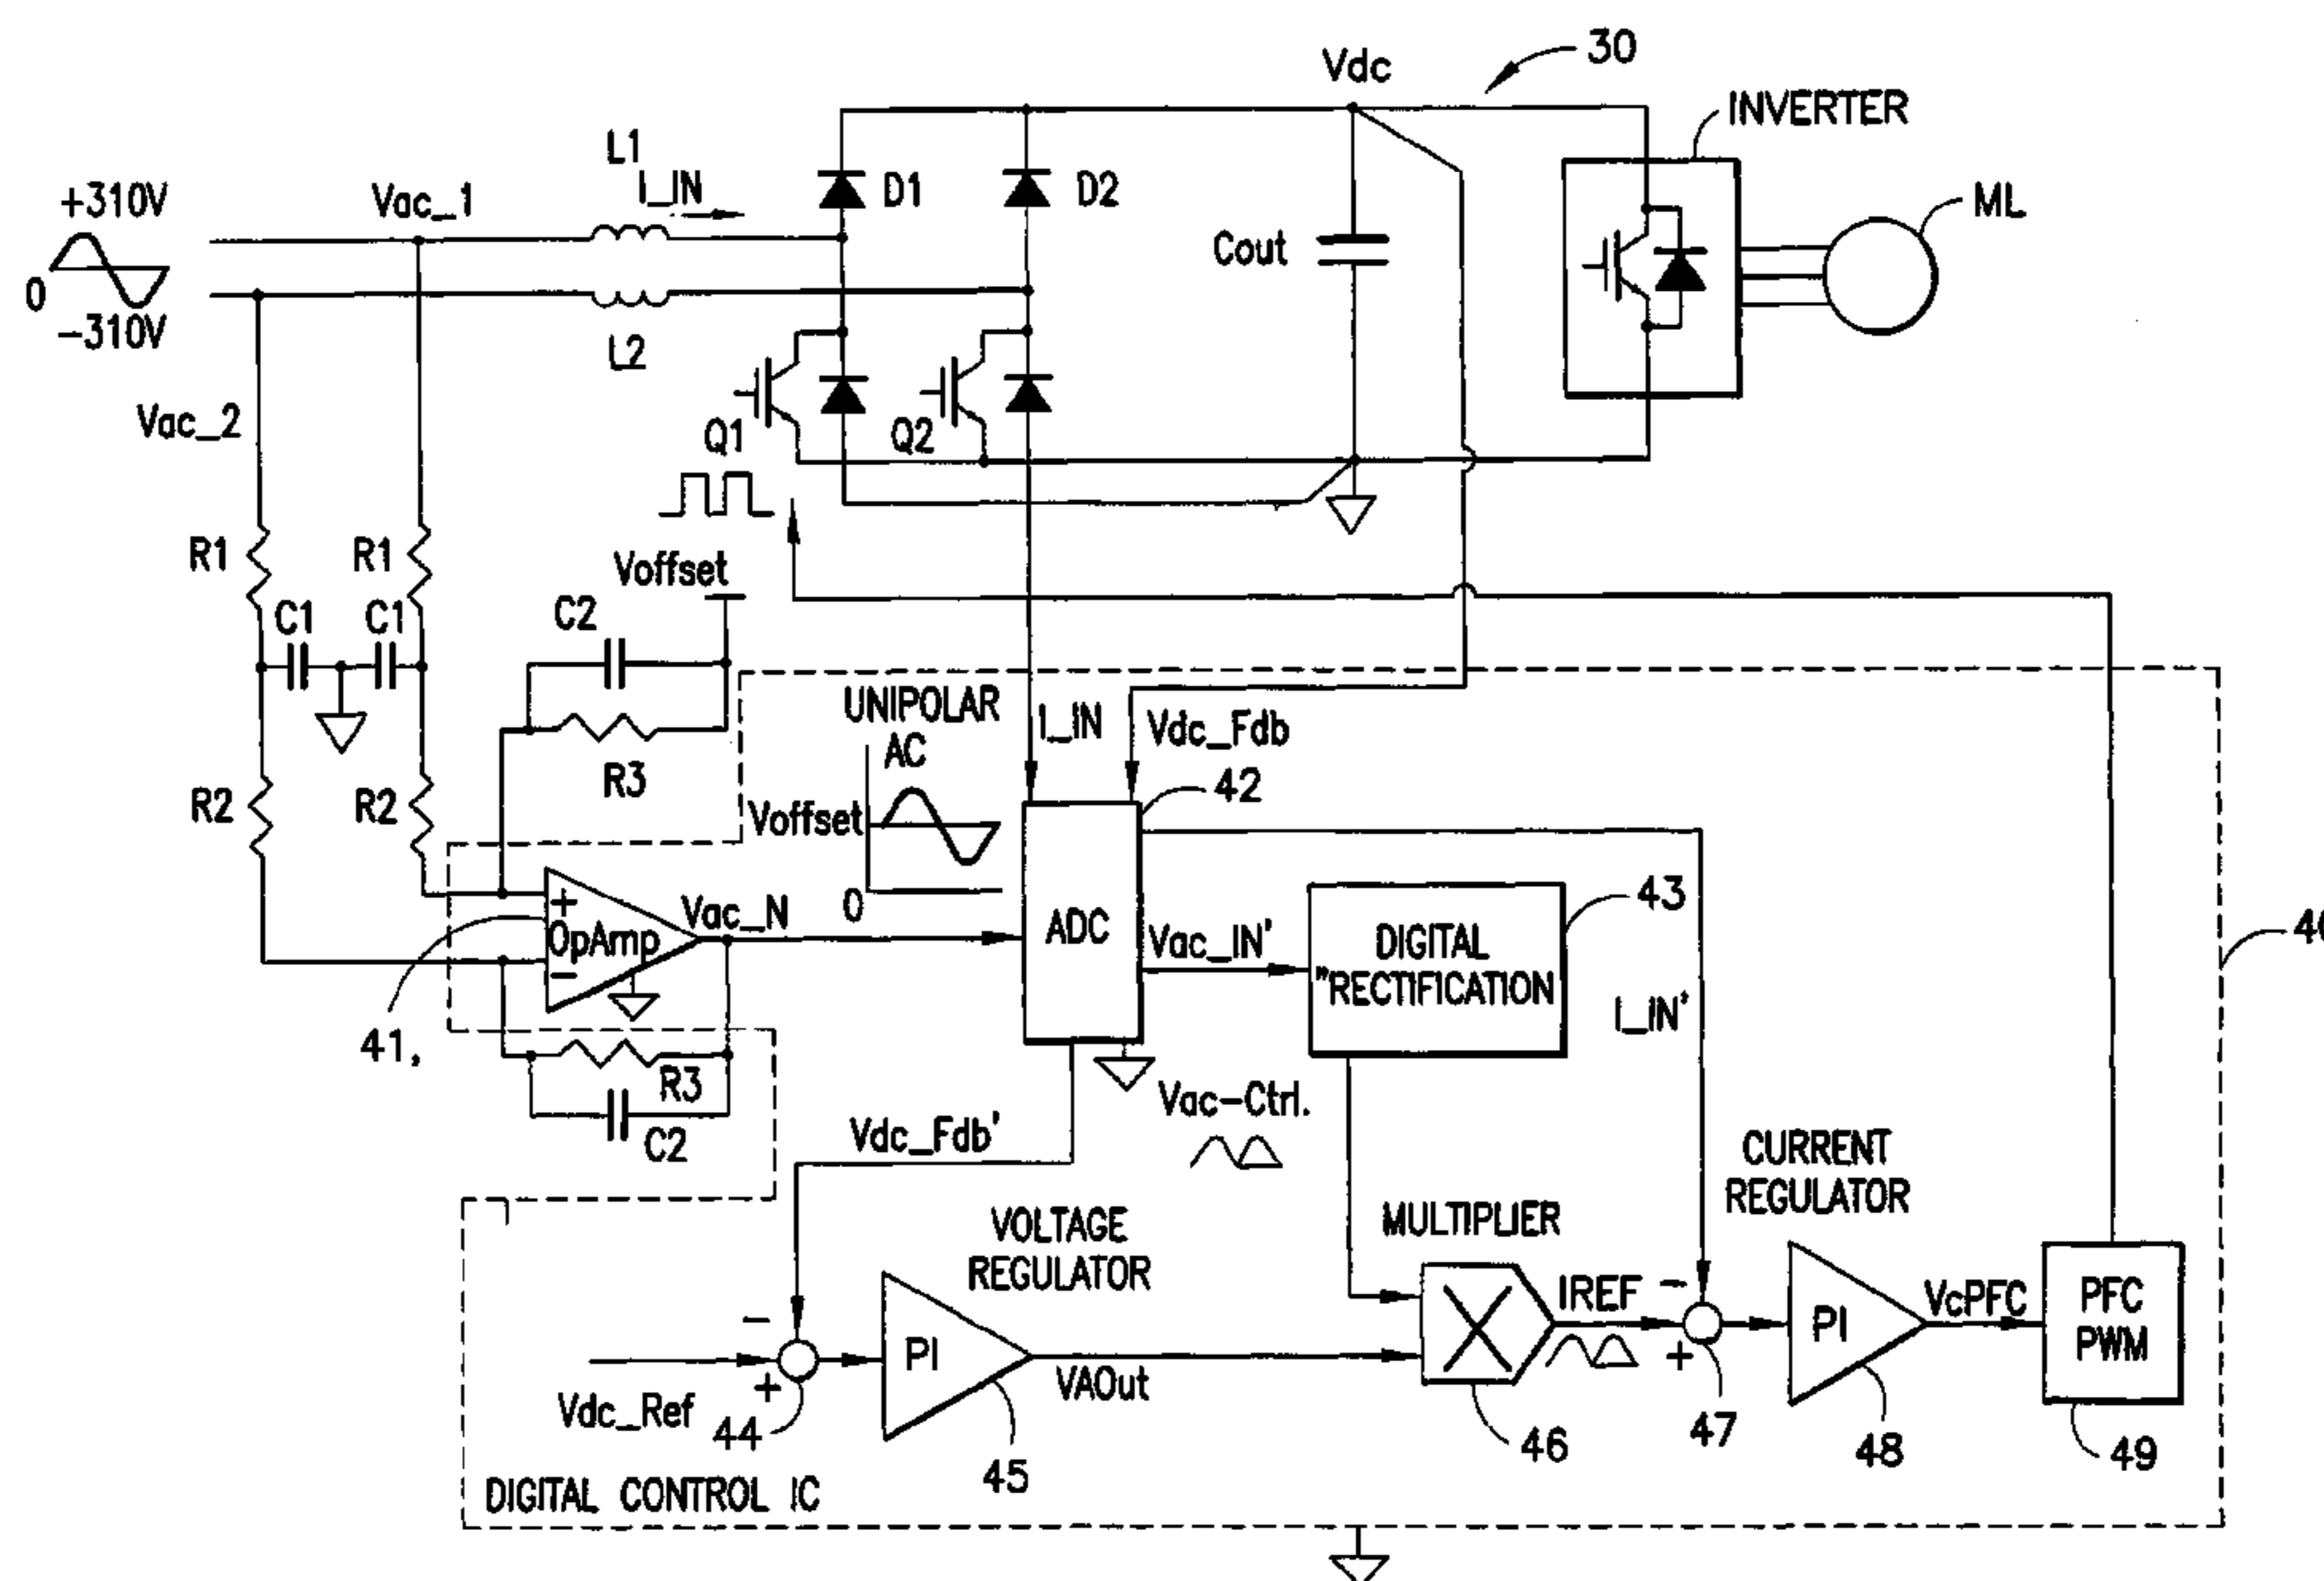 30
Vdc
INVERTER
L1
I_IN
D1
D2
ML
+310V
Vac_1
0
-310V
Cout
L2
Vac_2
Q1
Q2
R1
R1
Voffset
C1
C1
C2
UNIPOLAR
AC
I_IN
Vdc_Fdb
R3
42
R2
R2
Voffset
0
43
+
OpAmp
-
Vac_N
ADC
Vac_IN'
DIGITAL
"RECTIFICATION
I_IN'
41,
R3
C2
Vac-Ctrl.
Vdc_Fdb'
CURRENT
REGULATOR
VOLTAGE
REGULATOR
MULTIPLIER
IREF
-
+
PI
VcPFC
PFC
PWM
-
+
PI
VAOut
Vdc_Ref
44
45
46
47
48
49
DIGITAL CONTROL IC